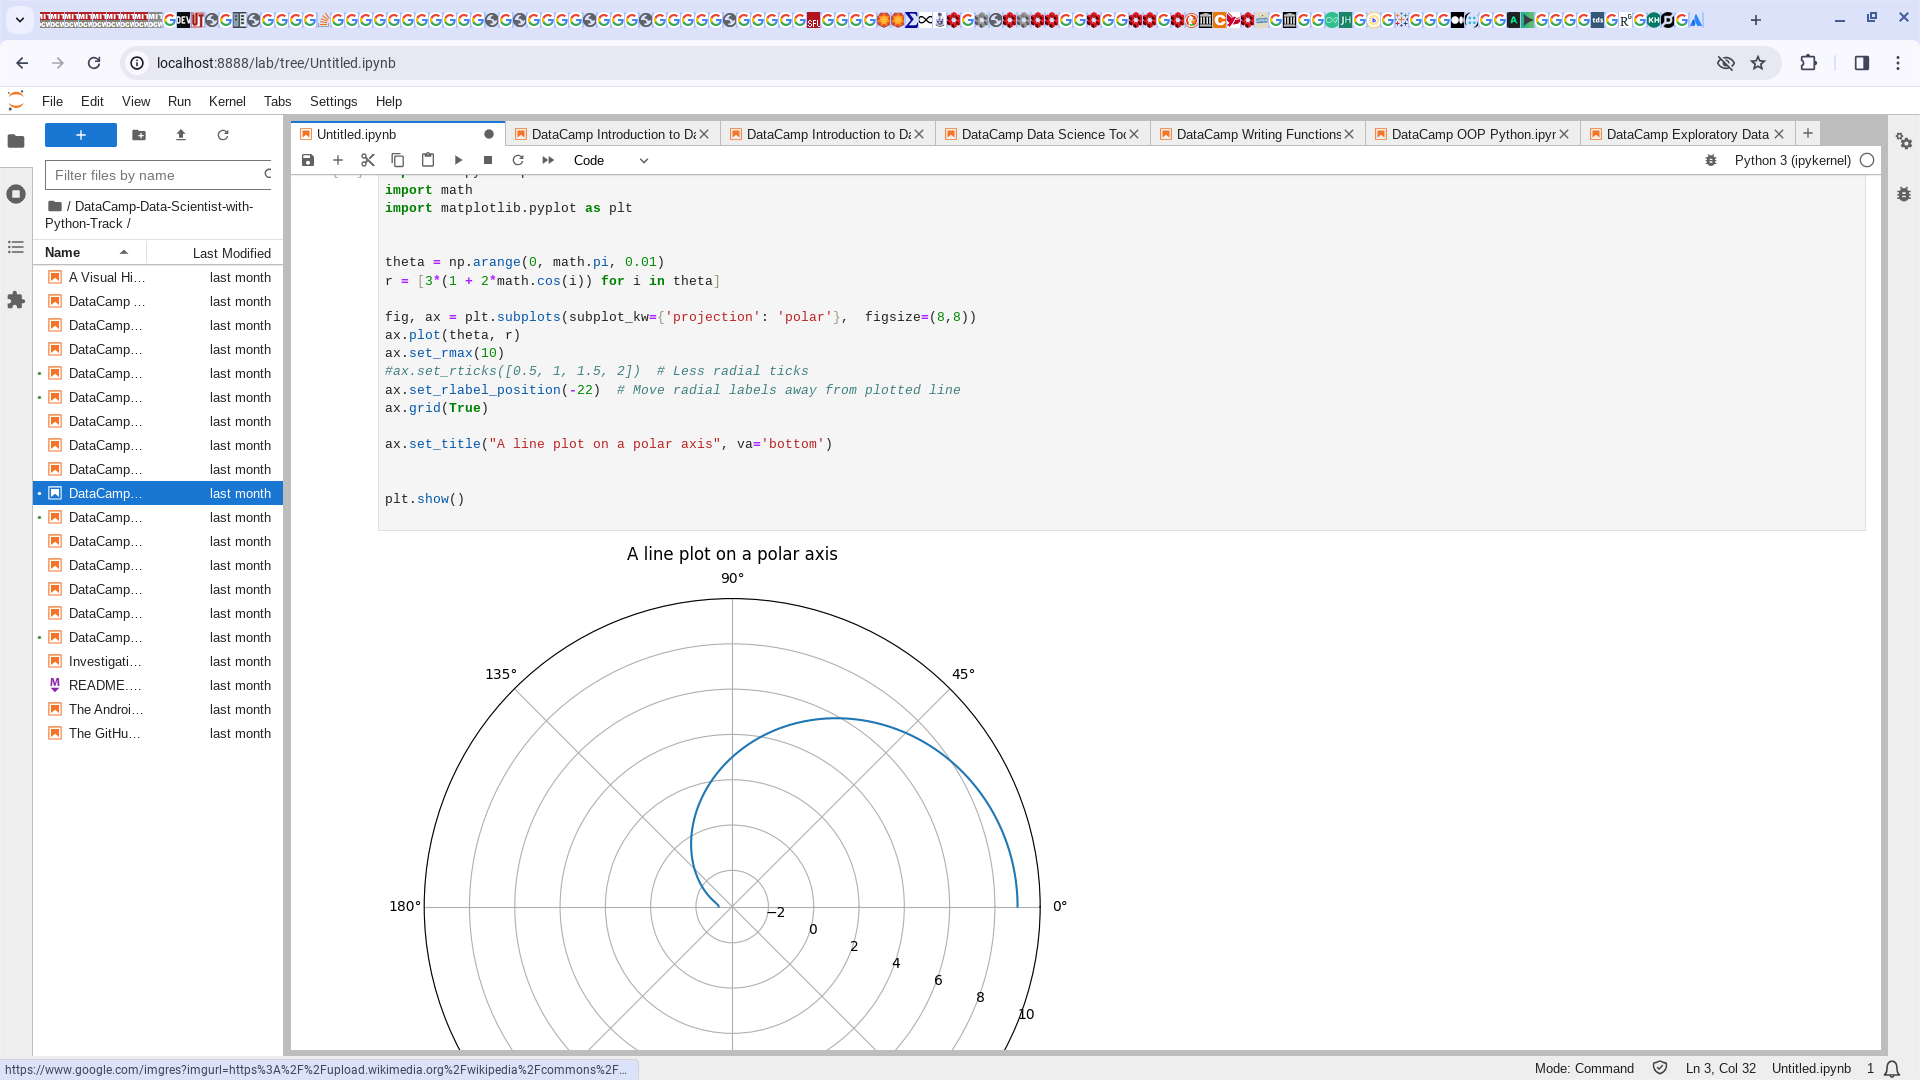 localhost:8888/lab/tree/Untitled.ipynb
File Edit View Run Kernel Tabs Settings Help
Untitled.ipynb DataCamp Introduction to Da DataCamp Introduction to Da DataCamp Data Science Too DataCamp Writing Functions DataCamp OOP Python.ipyn DataCamp Exploratory Data
Code Python 3 (ipykernel)
Filter files by name
/ DataCamp-Data-Scientist-with-
Python-Track /
Name Last Modified
A Visual Hi… last month
DataCamp … last month
DataCamp… last month
DataCamp… last month
DataCamp… last month
DataCamp… last month
DataCamp… last month
DataCamp… last month
DataCamp… last month
DataCamp… last month
DataCamp… last month
DataCamp… last month
DataCamp… last month
DataCamp… last month
DataCamp… last month
DataCamp… last month
Investigati… last month
README.… last month
The Androi… last month
The GitHu… last month
import math
import matplotlib.pyplot as plt
theta = np.arange(0, math.pi, 0.01)
r = [3*(1 + 2*math.cos(i)) for i in theta]
fig, ax = plt.subplots(subplot_kw={'projection': 'polar'},  figsize=(8,8))
ax.plot(theta, r)
ax.set_rmax(10)
#ax.set_rticks([0.5, 1, 1.5, 2])  # Less radial ticks
ax.set_rlabel_position(-22)  # Move radial labels away from plotted line
ax.grid(True)
ax.set_title("A line plot on a polar axis", va='bottom')
plt.show()
A line plot on a polar axis
90°
135° 45°
180° 0°
−2
0
2
4
6
8
10
https://www.google.com/imgres?imgurl=https%3A%2F%2Fupload.wikimedia.org%2Fwikipedia%2Fcommons%2F…
Mode: Command Ln 3, Col 32 Untitled.ipynb 1